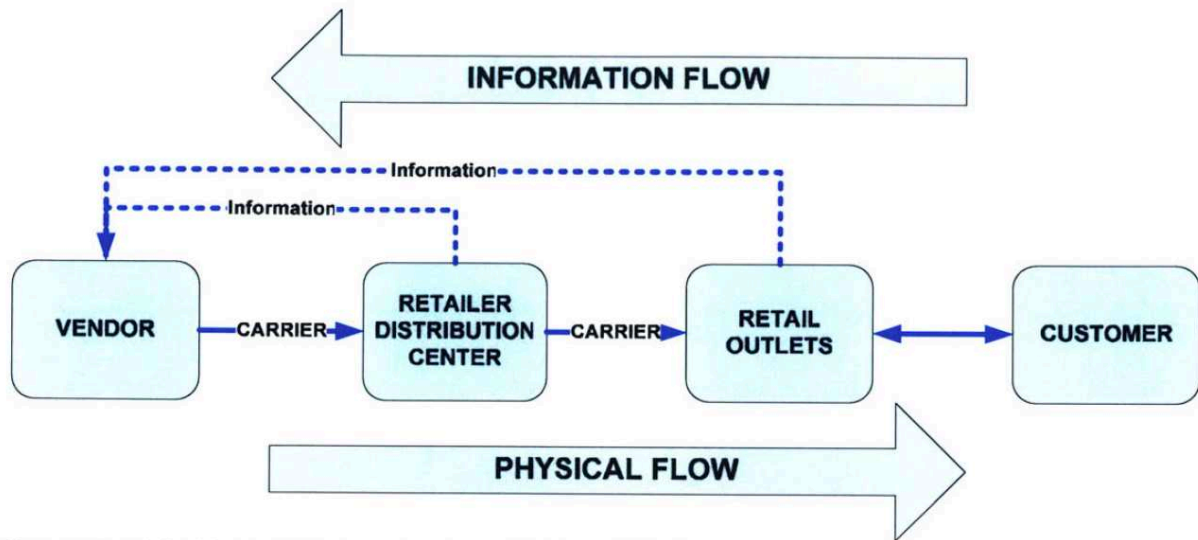 INFORMATION FLOW
Information
Information
VENDOR
CARRIER
RETAILER
DISTRIBUTION
CENTER
CARRIER
RETAIL
OUTLETS
CUSTOMER
PHYSICAL FLOW